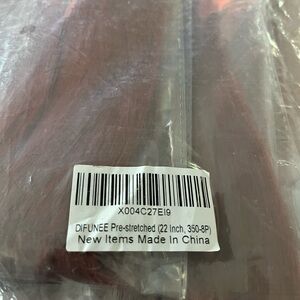 X004C27EI9
DIFUNEE Pre-stretched (22 Inch, 350-8P)
New Items Made In China